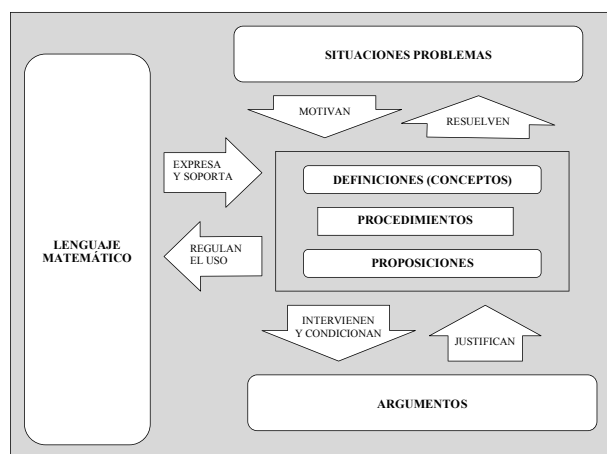 SITUACIONES PROBLEMAS
MOTIVAN
RESUELVEN
EXPRESA
Y SOPORTA
DEFINICIONES (CONCEPTOS)
PROCEDIMIENTOS
LENGUAJE
MATEMÁTICO
REGULAN
EL USO
PROPOSICIONES
INTERVIENEN
Y CONDICIONAN
JUSTIFICAN
ARGUMENTOS